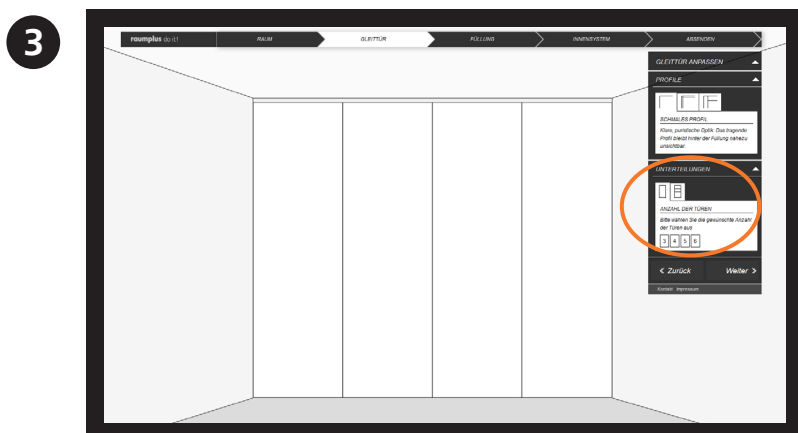 3
raumplus do it!
RAUM
GLEITTÜR
FÜLLUNG
INNENSYSTEM
ABSENDEN
GLEITTÜR ANPASSEN
PROFILE
SCHMALES PROFIL
Klare, puristische Optik: Das tragende
Profil bleibt hinter der Füllung nahezu
unsichtbar.
UNTERTEILUNGEN
ANZAHL DER TÜREN
Bitte wählen Sie die gewünschte Anzahl
der Türen aus
3 4 5 6
< Zurück Weiter >
Kontakt Impressum